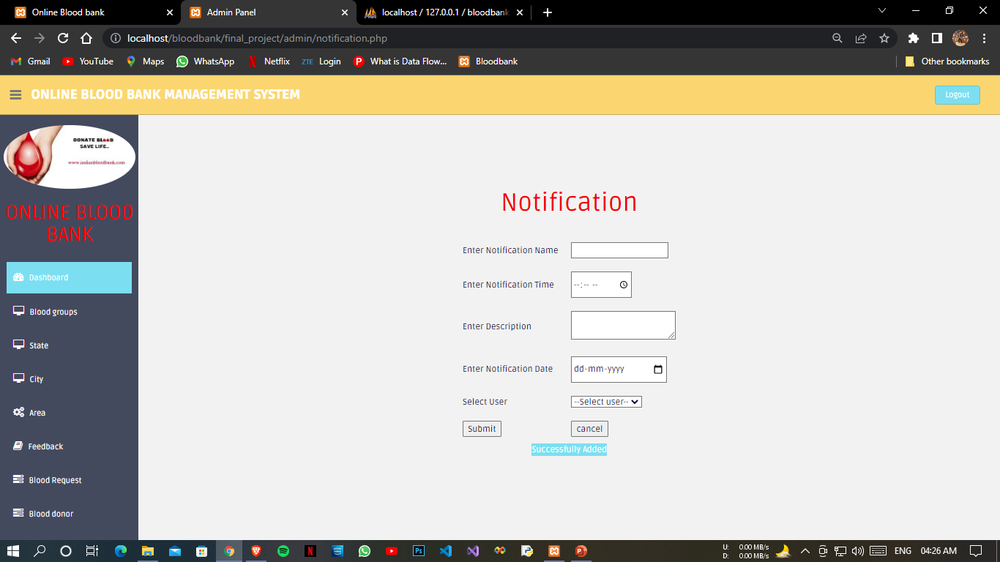 Online Blood bank
Admin Panel
localhost / 127.0.0.1 / bloodbank
localhost/bloodbank/final_project/admin/notification.php
Gmail
YouTube
Maps
WhatsApp
Netflix
ZTE
Login
What is Data Flow...
Bloodbank
Other bookmarks
ONLINE BLOOD BANK MANAGEMENT SYSTEM
Logout
DONATE BLOOD
SAVE LIFE..
www.indianbloodbank.com
ONLINE BLOOD
BANK
Dashboard
Blood groups
State
City
Area
Feedback
Blood Request
Blood donor
Notification
Enter Notification Name
Enter Notification Time --:-- --
Enter Description
Enter Notification Date dd-mm-yyyy
Select User --Select user--
Submit cancel
Successfully Added
U: 0.00 MB/s
D: 0.00 MB/s
ENG
04:26 AM